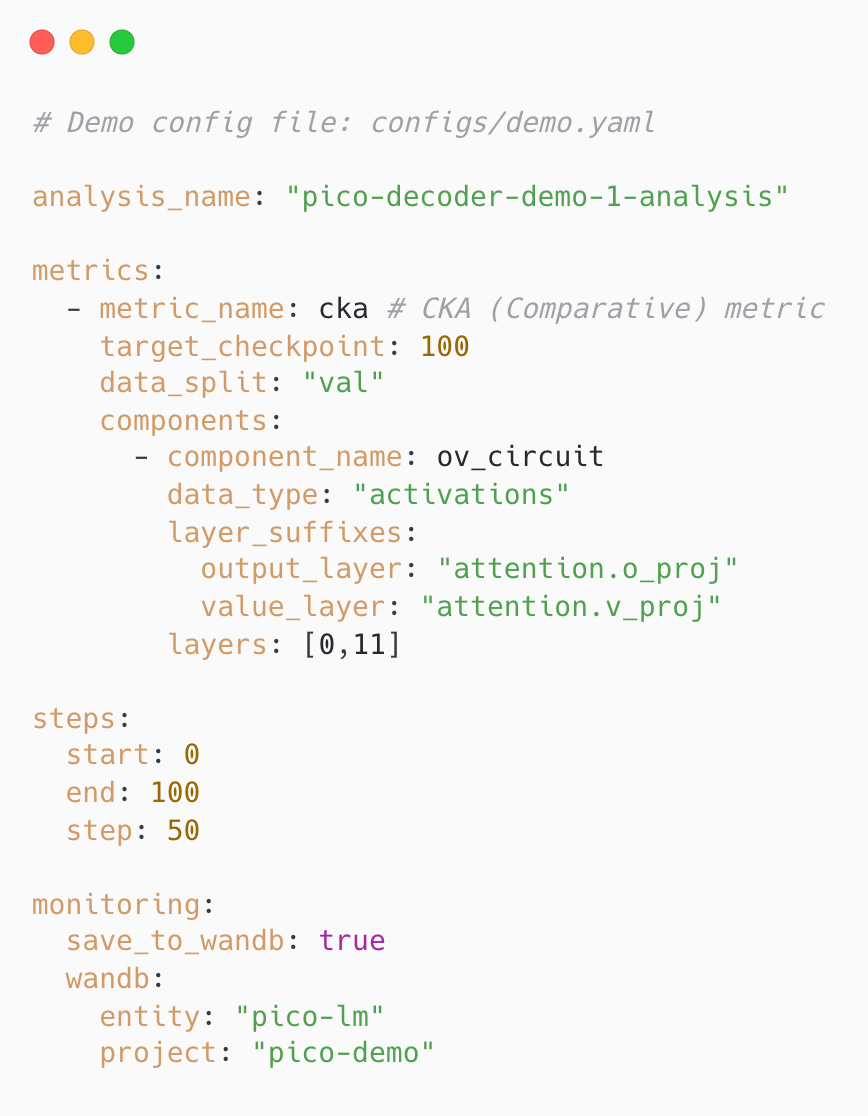 # Demo config file: configs/demo.yaml
analysis_name: "pico-decoder-demo-1-analysis"
metrics:
  - metric_name: cka # CKA (Comparative) metric
    target_checkpoint: 100
    data_split: "val"
    components:
      - component_name: ov_circuit
        data_type: "activations"
        layer_suffixes:
          output_layer: "attention.o_proj"
          value_layer: "attention.v_proj"
        layers: [0,11]
steps:
  start: 0
  end: 100
  step: 50
monitoring:
  save_to_wandb: true
  wandb:
    entity: "pico-lm"
    project: "pico-demo"